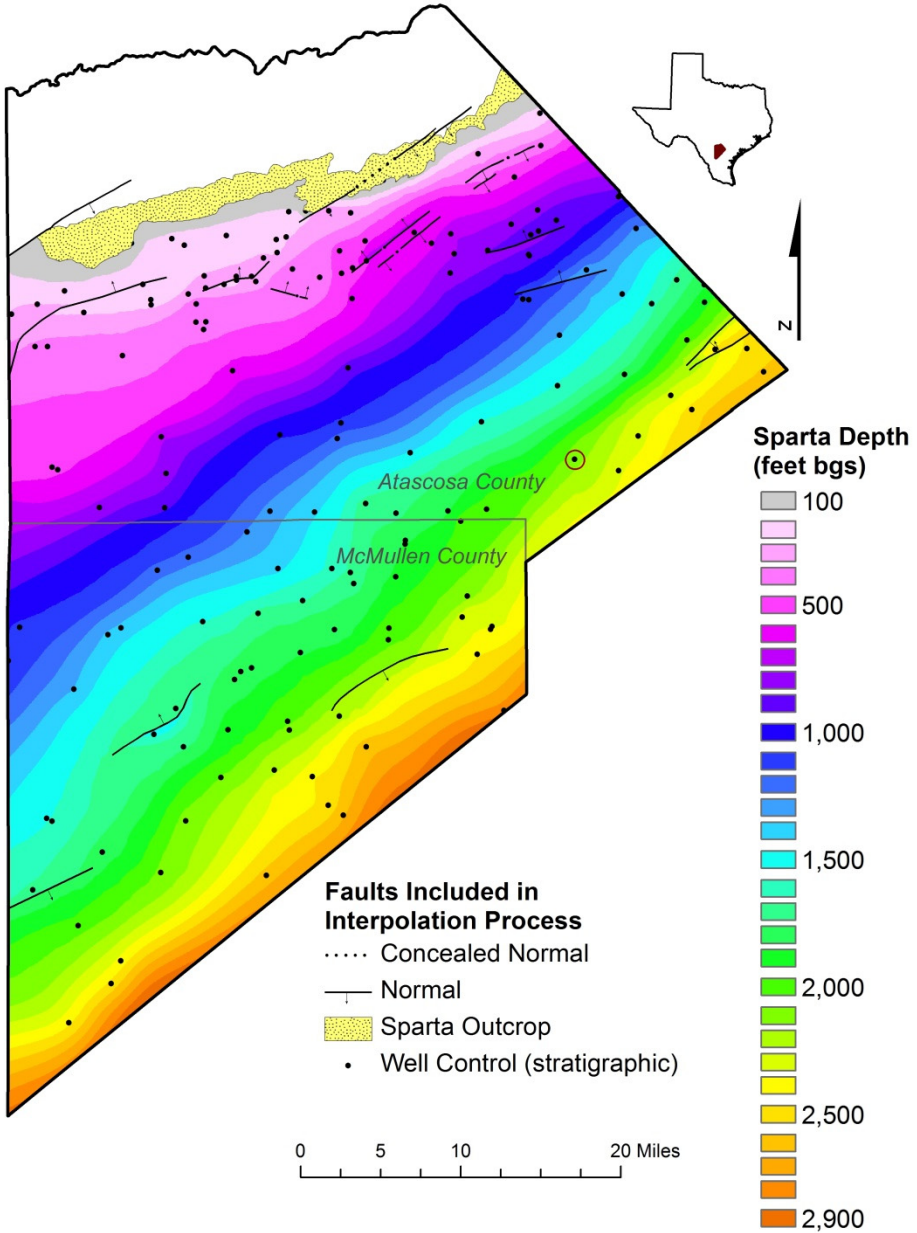 N
Atascosa County
McMullen County
Sparta Depth
(feet bgs)
100
500
1,000
1,500
2,000
2,500
2,900
Faults Included in
Interpolation Process
Concealed Normal
Normal
Sparta Outcrop
Well Control (stratigraphic)
0 5 10 20 Miles